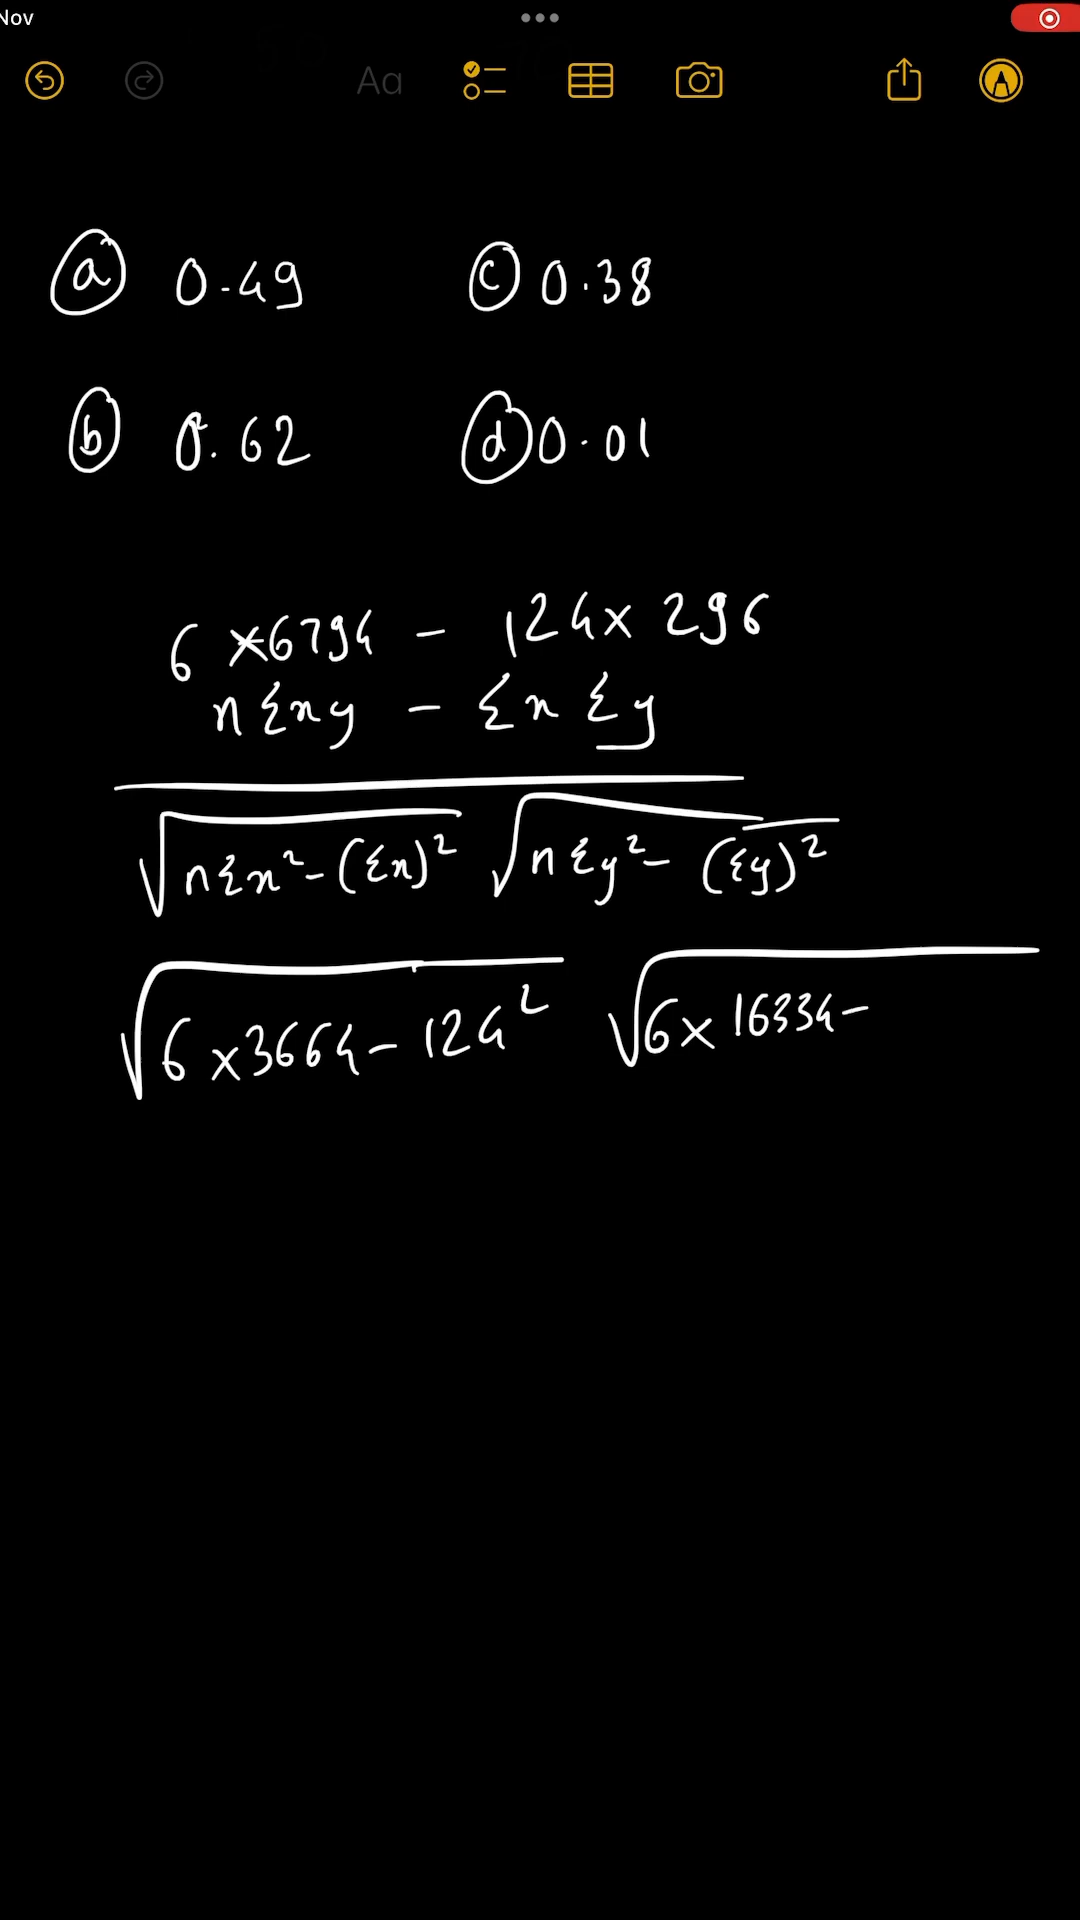 Nov
Aa
(a) 0.49 (c) 0.38
(b) 0.62 (d) 0.01
6 × 6794 - 124 × 296
nΣxy - Σx Σy
√nΣx² - (Σx)² √nΣy² - (Σy)²
√6 × 3664 - 124² √6 × 16334 -